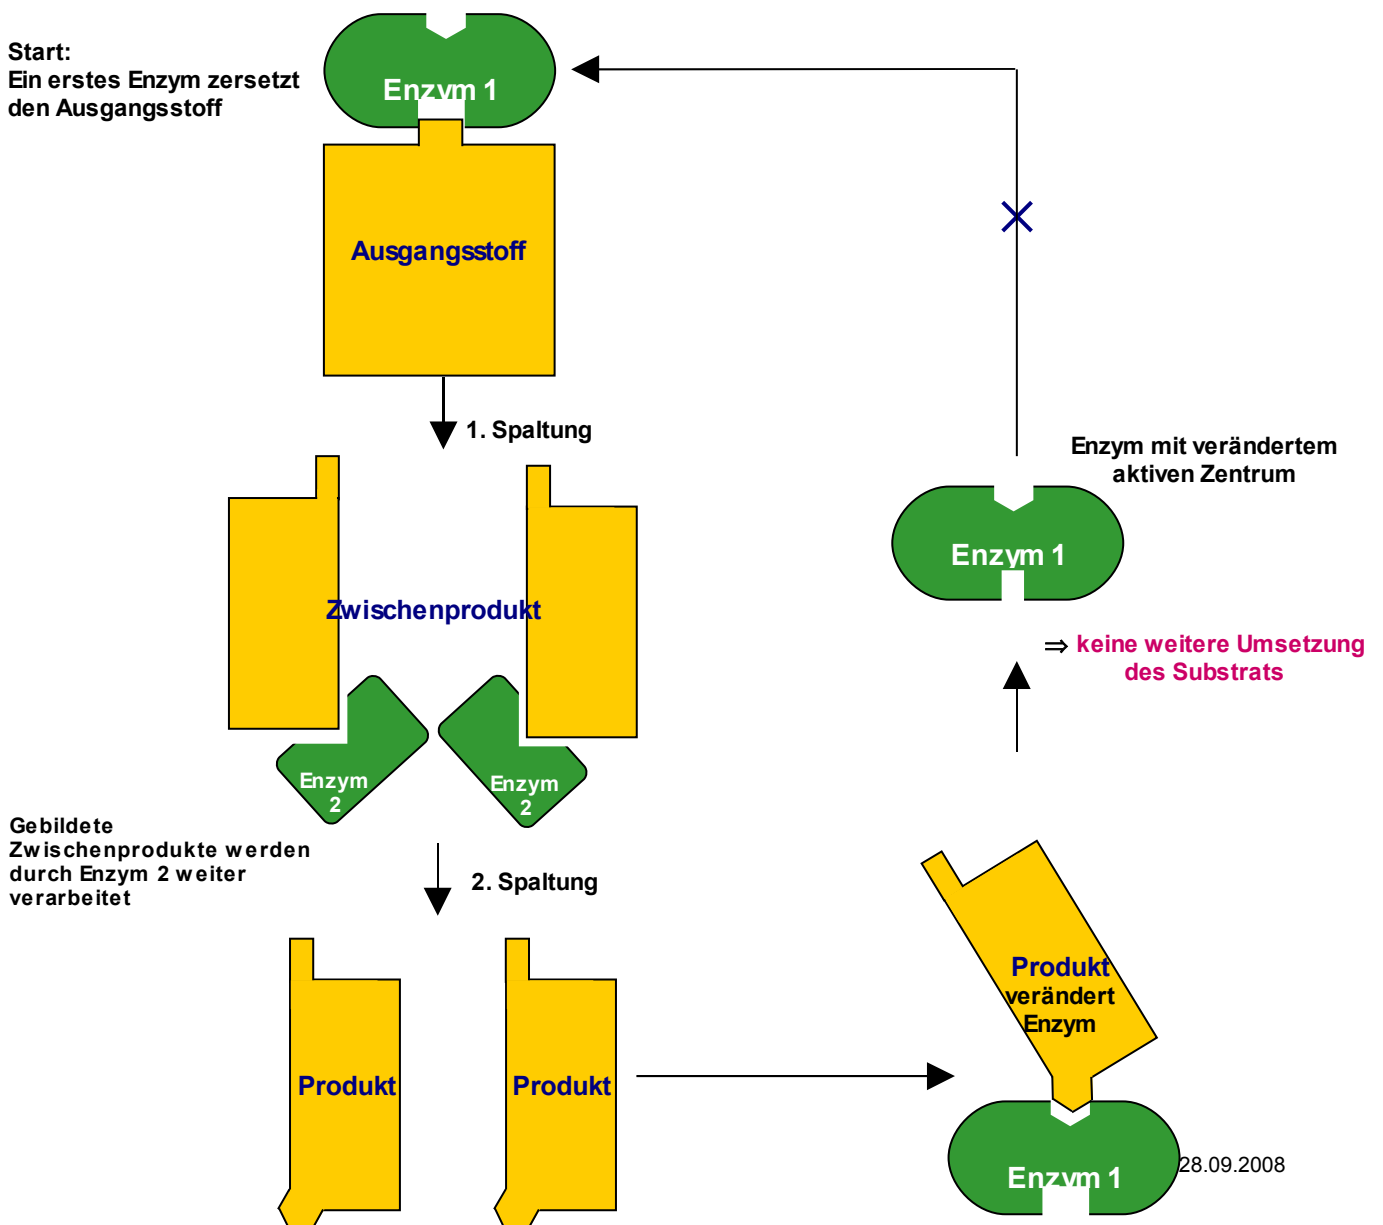 Start:
Ein erstes Enzym zersetzt
den Ausgangsstoff
Enzym 1
Ausgangsstoff
1. Spaltung
Zwischenprodukt
Enzym
2
Enzym
2
Gebildete
Zwischenprodukte werden
durch Enzym 2 weiter
verarbeitet
2. Spaltung
Produkt
Produkt
Produkt
verändert
Enzym
Enzym 1
28.09.2008
Enzym mit verändertem
aktiven Zentrum
Enzym 1
⇒ keine weitere Umsetzung
des Substrats